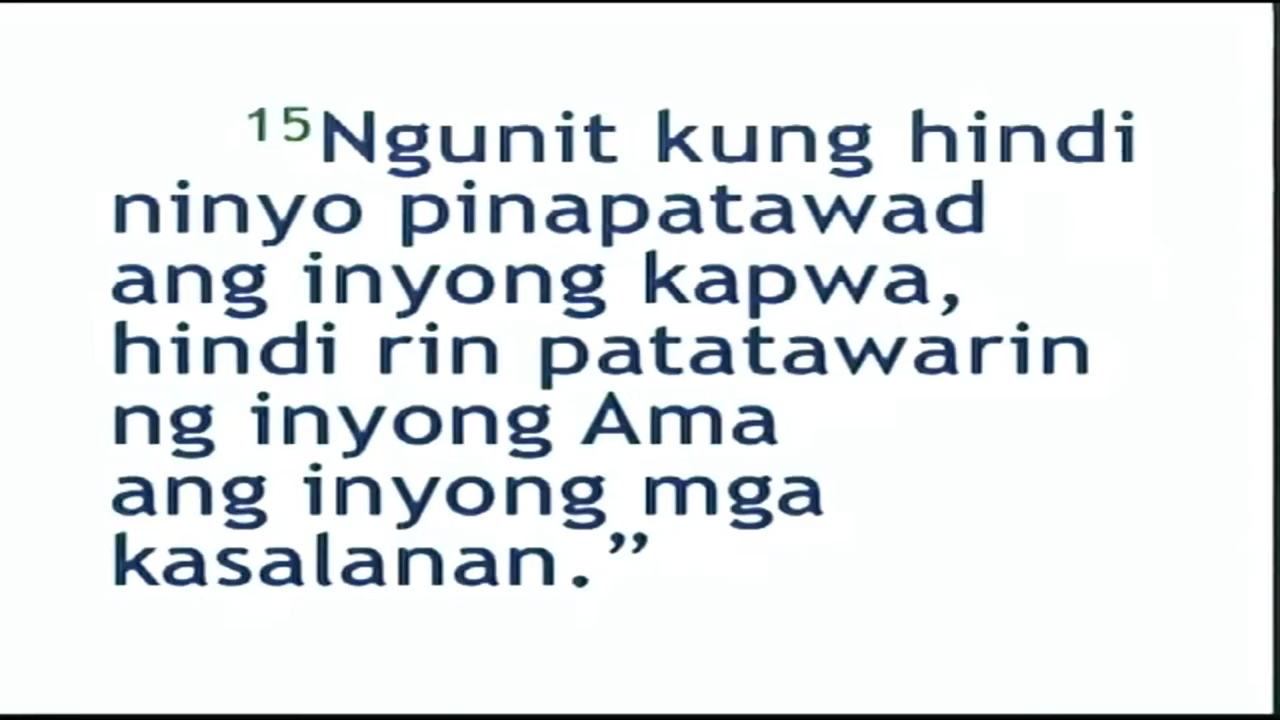 ¹⁵Ngunit kung hindi
ninyo pinapatawad
ang inyong kapwa,
hindi rin patatawarin
ng inyong Ama
ang inyong mga
kasalanan.”